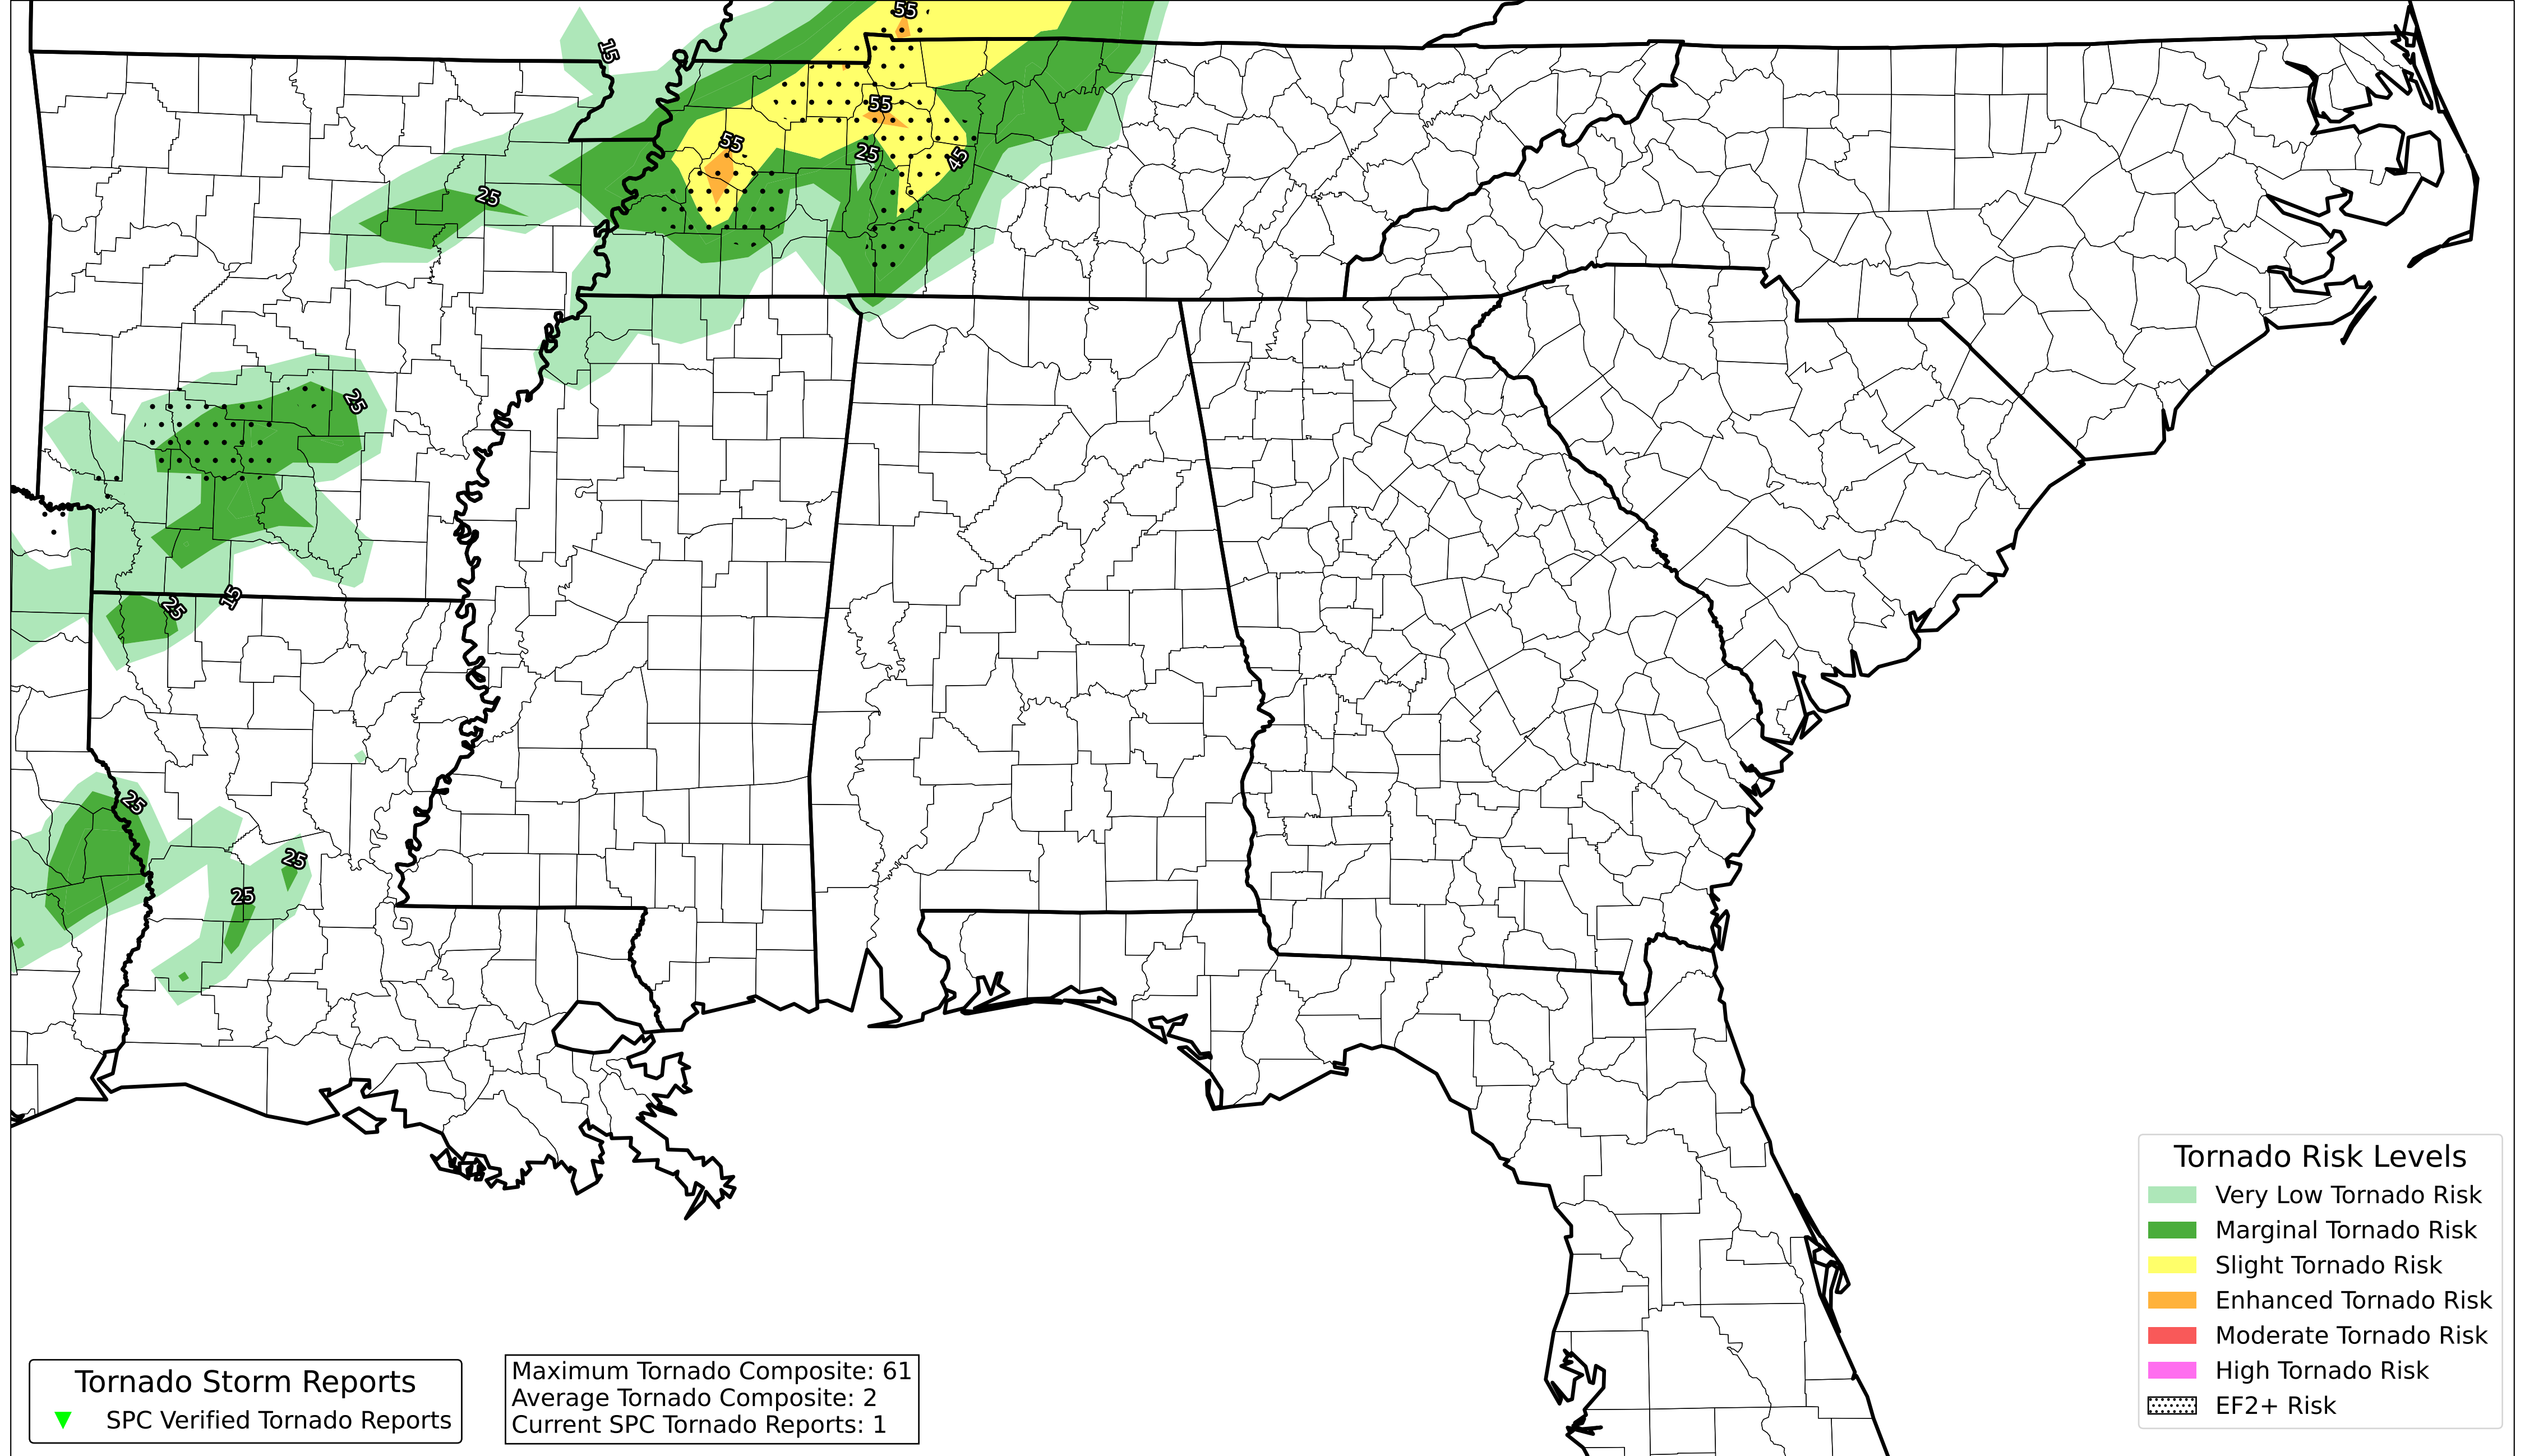 55
15
55
55
25
45
25
25
25
15
25
25
25
Tornado Risk Levels
Very Low Tornado Risk
Marginal Tornado Risk
Slight Tornado Risk
Enhanced Tornado Risk
Moderate Tornado Risk
High Tornado Risk
EF2+ Risk
Tornado Storm Reports
SPC Verified Tornado Reports
Maximum Tornado Composite: 61
Average Tornado Composite: 2
Current SPC Tornado Reports: 1